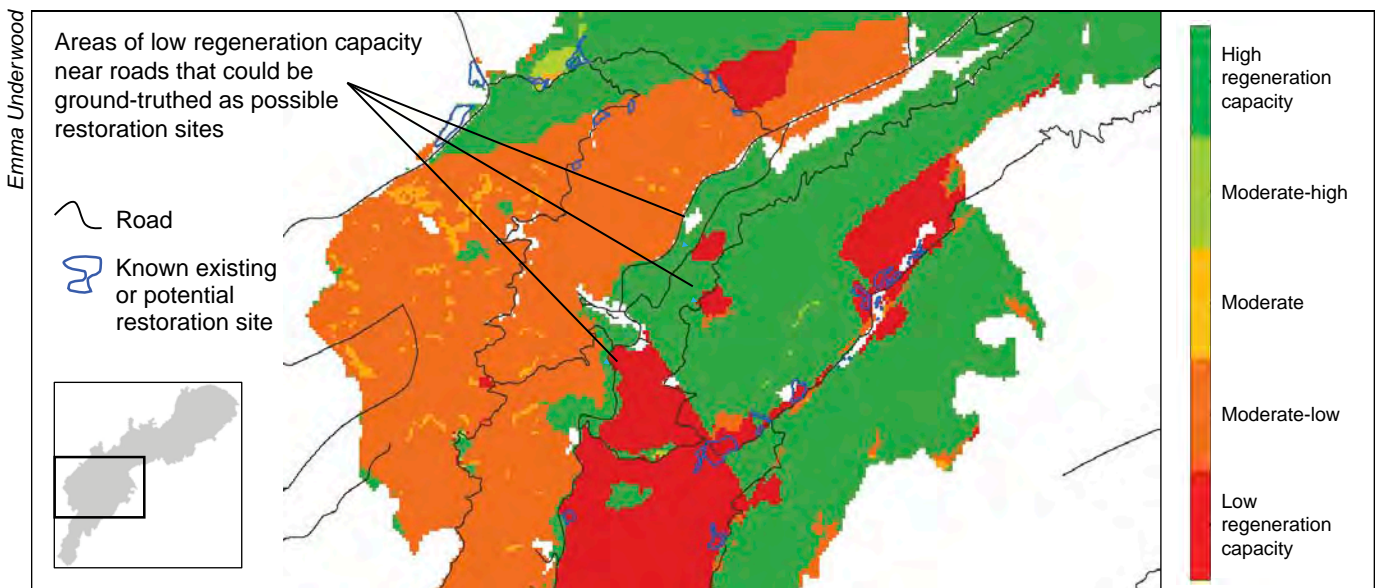 Emma Underwood
Areas of low regeneration capacity
near roads that could be
ground-truthed as possible
restoration sites
Road
Known existing
or potential
restoration site
High
regeneration
capacity
Moderate-high
Moderate
Moderate-low
Low
regeneration
capacity